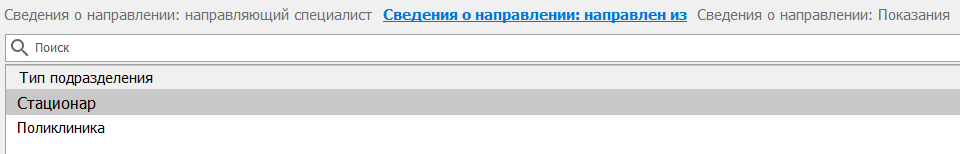 Сведения о направлении: направляющий специалист Сведения о направлении: направлен из Сведения о направлении: Показания
Поиск
Тип подразделения
Стационар
Поликлиника